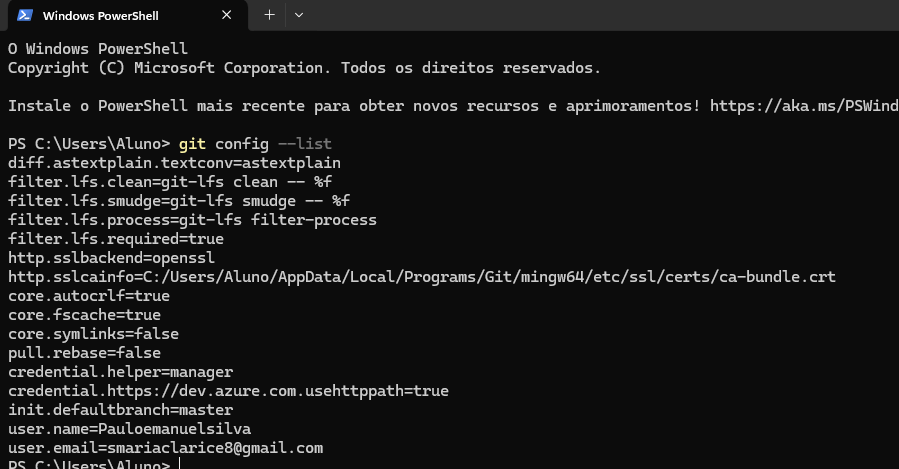 Windows PowerShell
O Windows PowerShell
Copyright (C) Microsoft Corporation. Todos os direitos reservados.
Instale o PowerShell mais recente para obter novos recursos e aprimoramentos! https://aka.ms/PSWind
PS C:\Users\Aluno> git config --list
diff.astextplain.textconv=astextplain
filter.lfs.clean=git-lfs clean -- %f
filter.lfs.smudge=git-lfs smudge -- %f
filter.lfs.process=git-lfs filter-process
filter.lfs.required=true
http.sslbackend=openssl
http.sslcainfo=C:/Users/Aluno/AppData/Local/Programs/Git/mingw64/etc/ssl/certs/ca-bundle.crt
core.autocrlf=true
core.fscache=true
core.symlinks=false
pull.rebase=false
credential.helper=manager
credential.https://dev.azure.com.usehttppath=true
init.defaultbranch=master
user.name=Pauloemanuelsilva
user.email=smariaclarice8@gmail.com
PS C:\Users\Aluno>